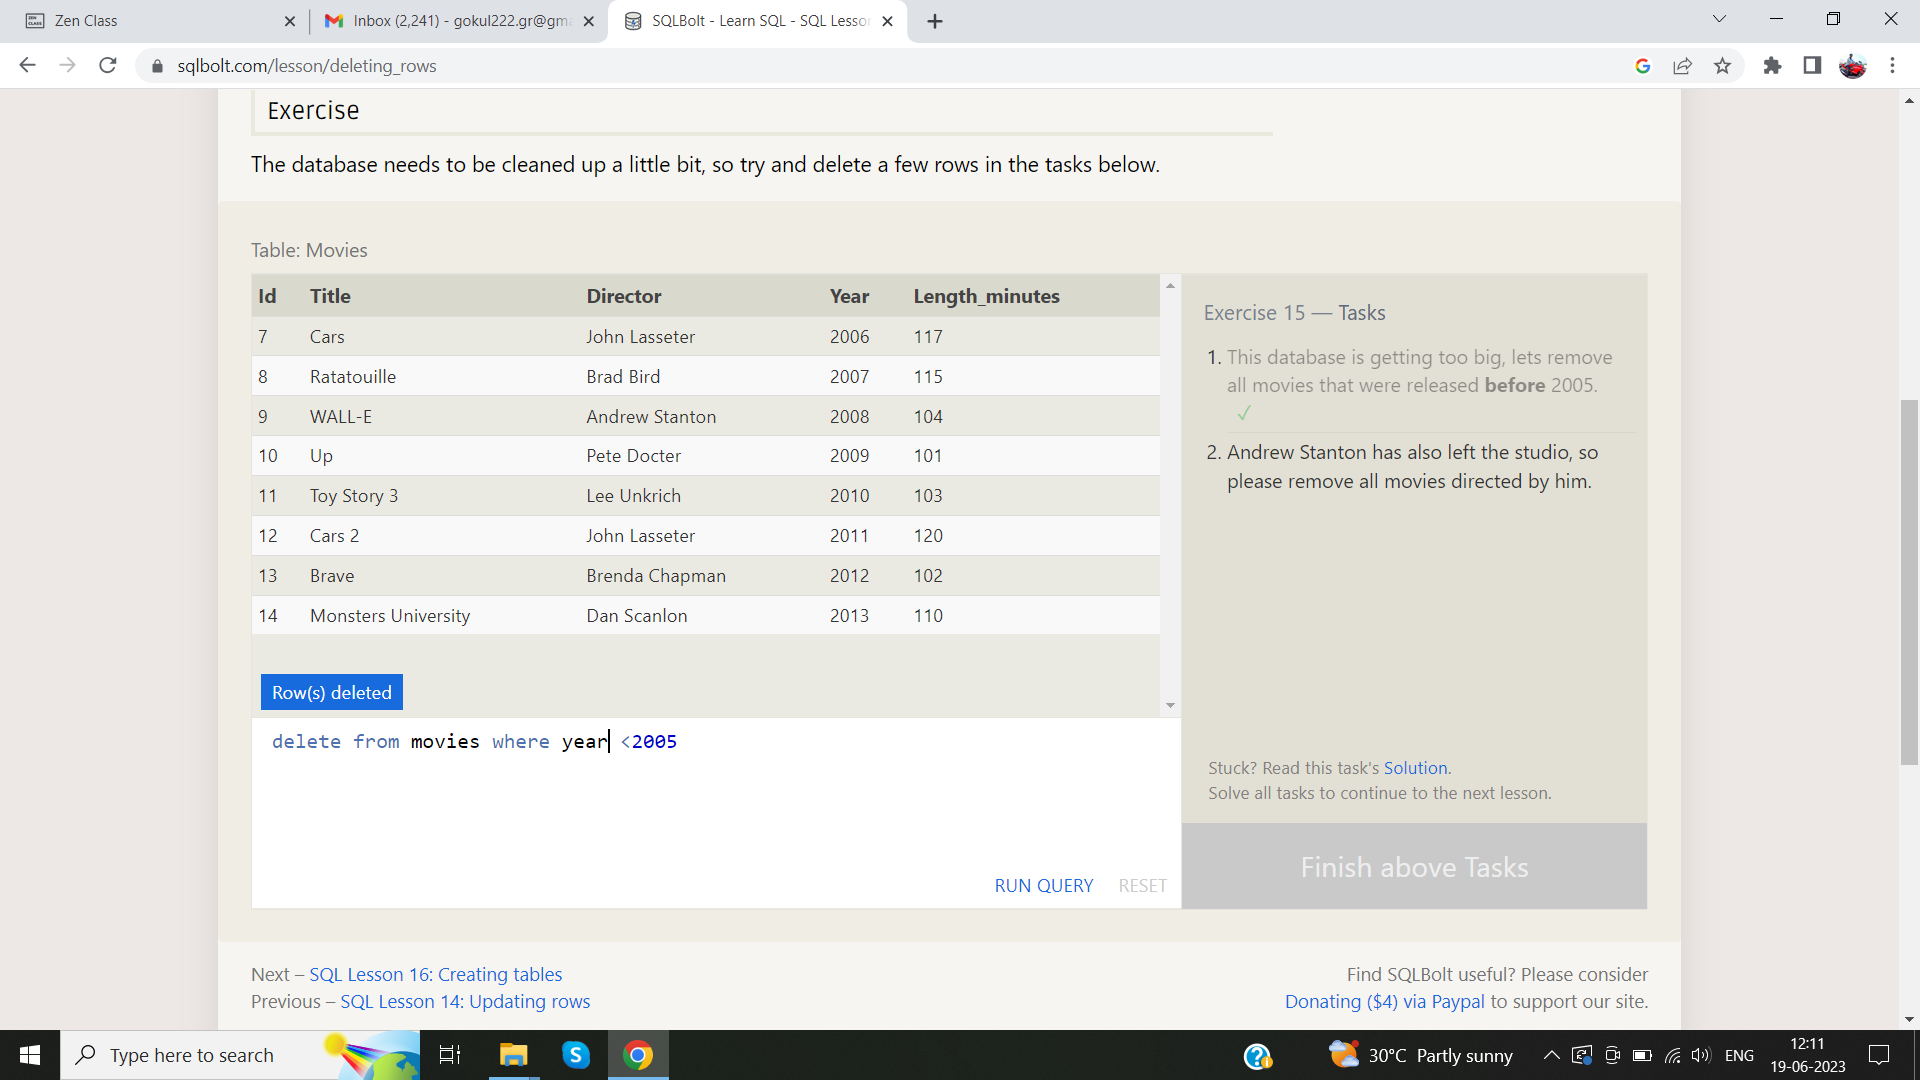 Zen Class
Inbox (2,241) - gokul222.gr@gm
SQLBolt - Learn SQL - SQL Lesson
sqlbolt.com/lesson/deleting_rows
Exercise
The database needs to be cleaned up a little bit, so try and delete a few rows in the tasks below.
Table: Movies
Id Title Director Year Length_minutes
7 Cars John Lasseter 2006 117
8 Ratatouille Brad Bird 2007 115
9 WALL-E Andrew Stanton 2008 104
10 Up Pete Docter 2009 101
11 Toy Story 3 Lee Unkrich 2010 103
12 Cars 2 John Lasseter 2011 120
13 Brave Brenda Chapman 2012 102
14 Monsters University Dan Scanlon 2013 110
Row(s) deleted
delete from movies where year <2005
RUN QUERY RESET
Exercise 15 — Tasks
1. This database is getting too big, lets remove
all movies that were released before 2005.
✓
2. Andrew Stanton has also left the studio, so
please remove all movies directed by him.
Stuck? Read this task's Solution.
Solve all tasks to continue to the next lesson.
Finish above Tasks
Next – SQL Lesson 16: Creating tables
Previous – SQL Lesson 14: Updating rows
Find SQLBolt useful? Please consider
Donating ($4) via Paypal to support our site.
Type here to search
30°C Partly sunny
ENG
12:11
19-06-2023